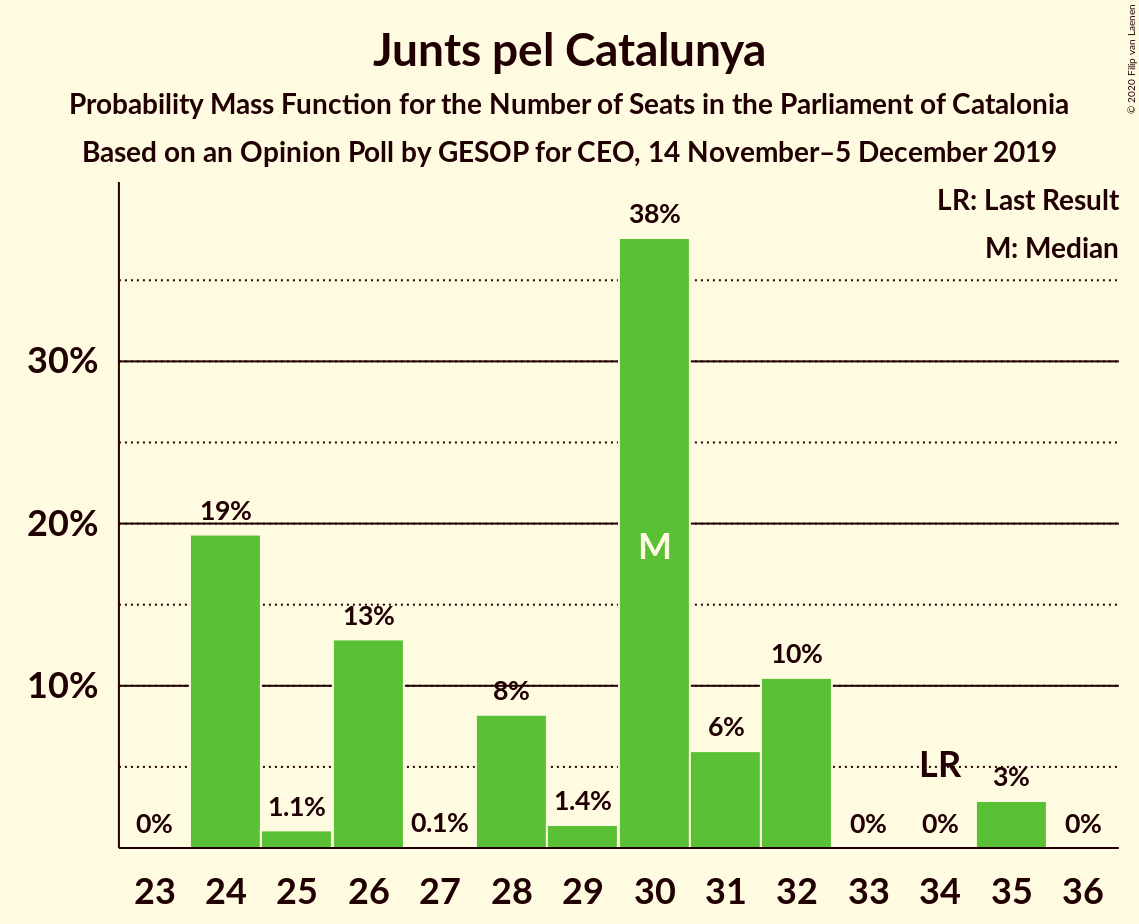 Junts pel Catalunya
Probability Mass Function for the Number of Seats in the Parliament of Catalonia
Based on an Opinion Poll by GESOP for CEO, 14 November–5 December 2019
© 2020 Filip van Laenen
LR: Last Result
M: Median
38%
30%
19%
20%
M
13%
10%
10%
8%
6%
LR
3%
1.1%
1.4%
0%
0.1%
0%
0%
0%
23 24 25 26 27 28 29 30 31 32 33 34 35 36